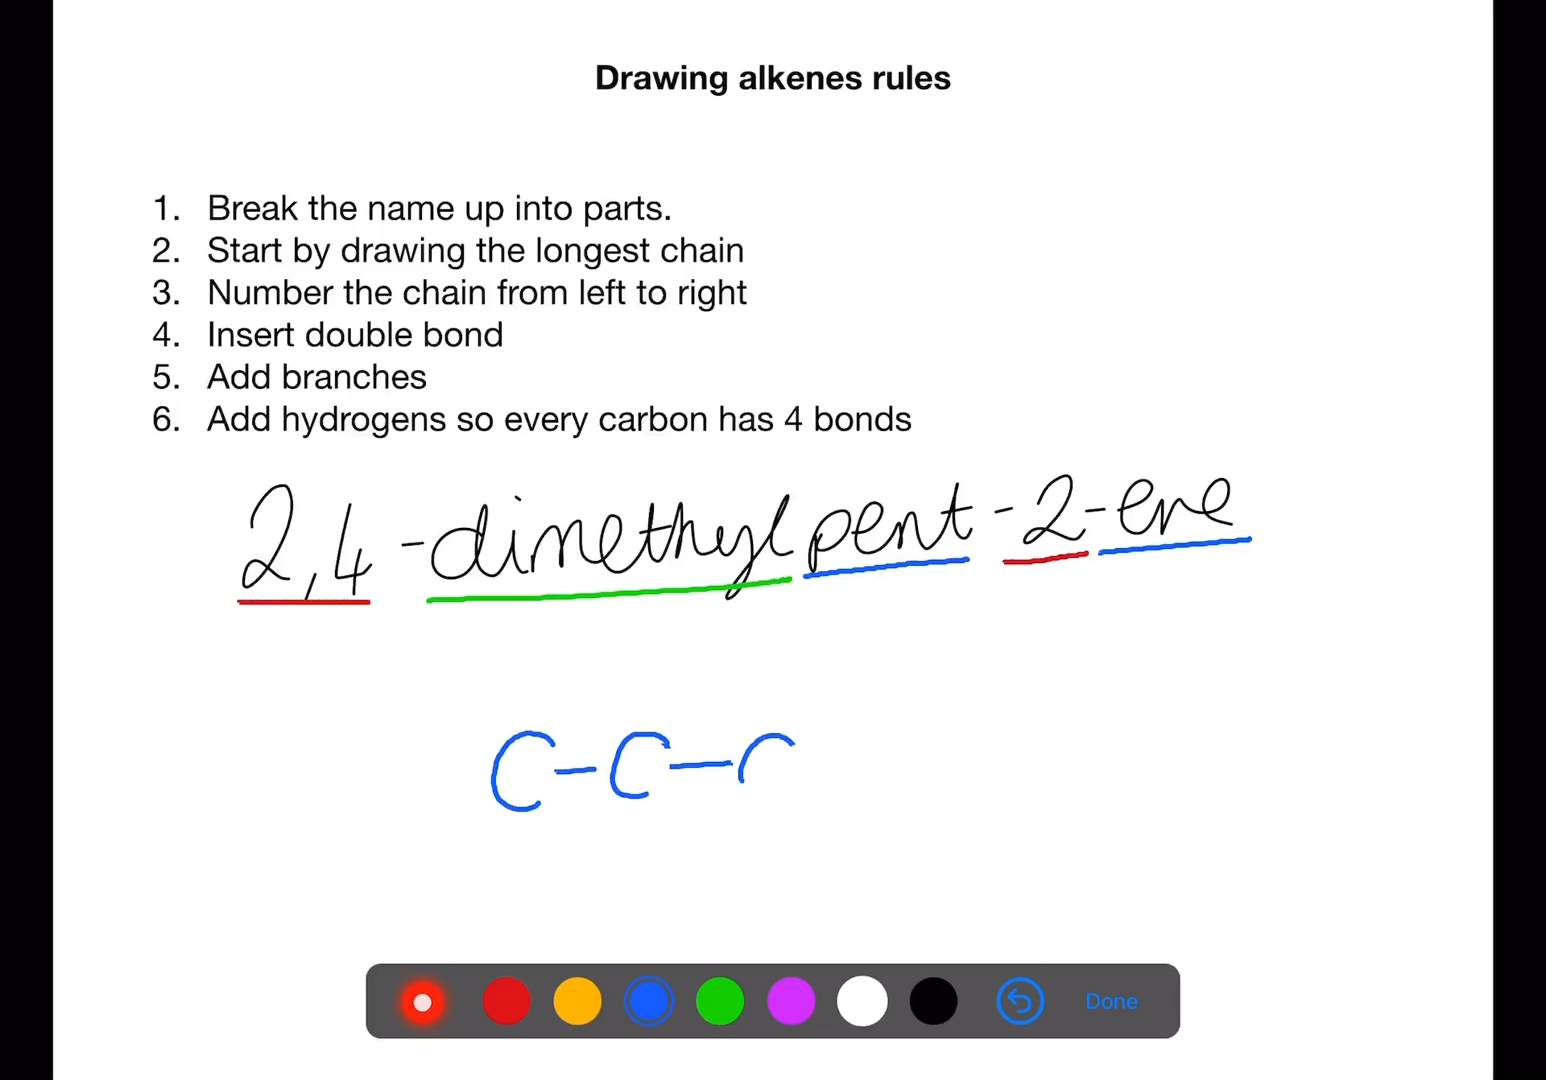 Drawing alkenes rules
1. Break the name up into parts.
2. Start by drawing the longest chain
3. Number the chain from left to right
4. Insert double bond
5. Add branches
6. Add hydrogens so every carbon has 4 bonds
2,4-dimethylpent-2-ene
C-C-C
Done